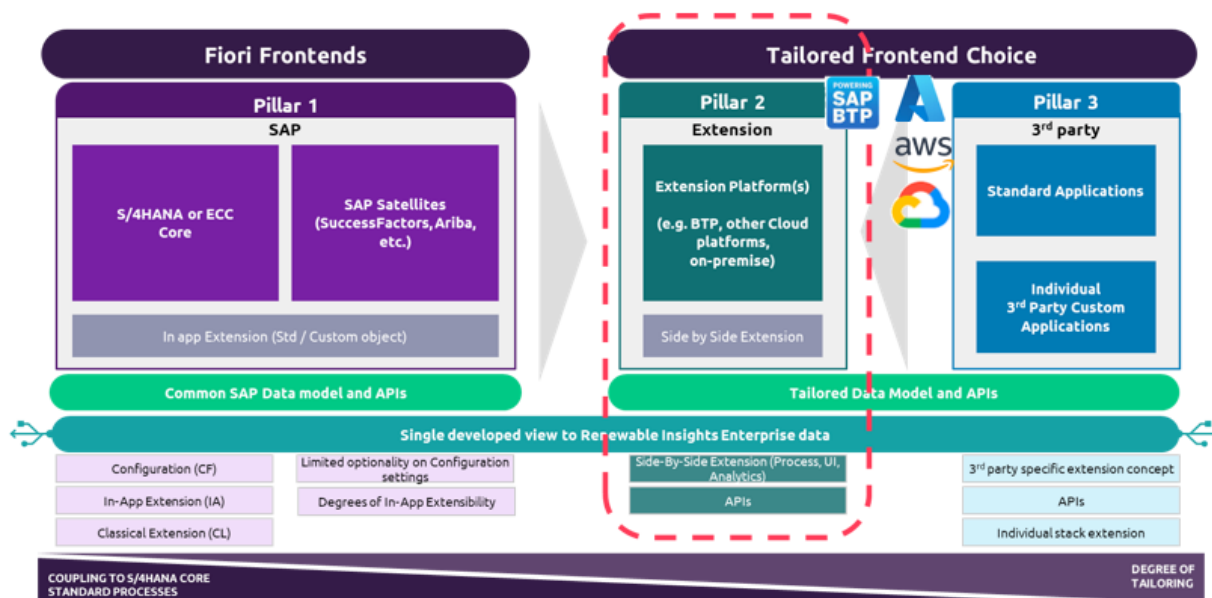 Fiori Frontends
Tailored Frontend Choice
Pillar 1
SAP
S/4HANA or ECC
Core
SAP Satellites
(SuccessFactors, Ariba,
etc.)
In app Extension (Std / Custom object)
Pillar 2
Extension
Extension Platform(s)
(e.g. BTP, other Cloud
platforms,
on-premise)
Side by Side Extension
POWERING
SAP
BTP
aws
Pillar 3
3rd party
Standard Applications
Individual
3rd Party Custom
Applications
Common SAP Data model and APIs
Tailored Data Model and APIs
Single developed view to Renewable Insights Enterprise data
Configuration (CF)
In-App Extension (IA)
Classical Extension (CL)
Limited optionality on Configuration
settings
Degrees of In-App Extensibility
Side-By-Side Extension (Process, UI,
Analytics)
APIs
3rd party specific extension concept
APIs
Individual stack extension
COUPLING TO S/4HANA CORE
STANDARD PROCESSES
DEGREE OF
TAILORING